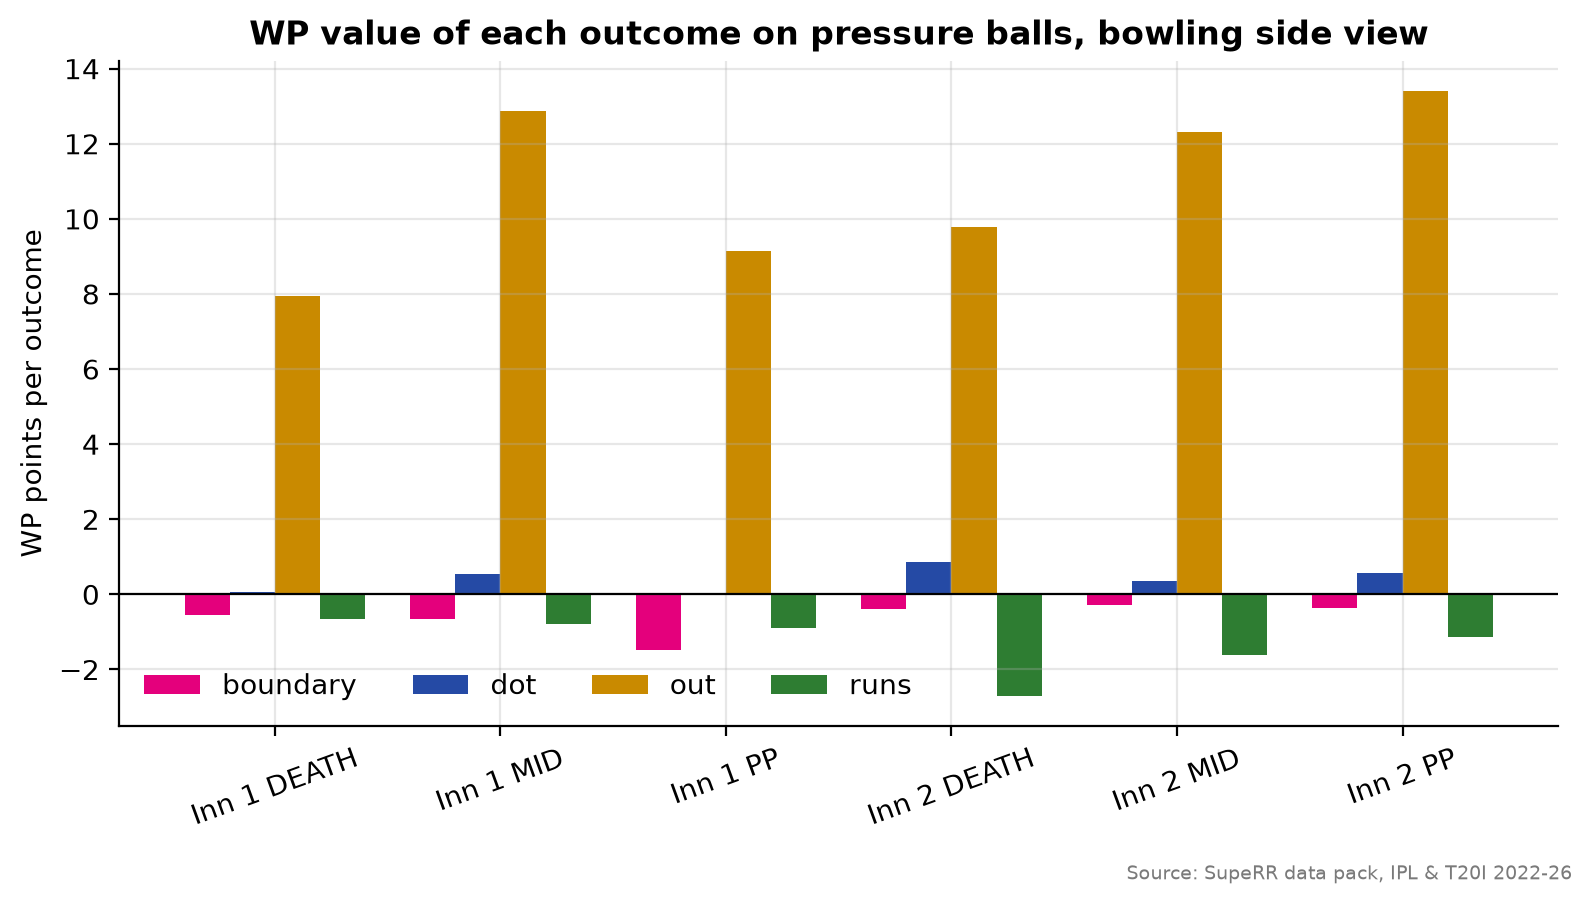 WP value of each outcome on pressure balls, bowling side view
WP points per outcome
14
12
10
8
6
4
2
0
−2
boundary dot out runs
Inn 1 DEATH Inn 1 MID Inn 1 PP Inn 2 DEATH Inn 2 MID Inn 2 PP
Source: SupeRR data pack, IPL & T20I 2022-26